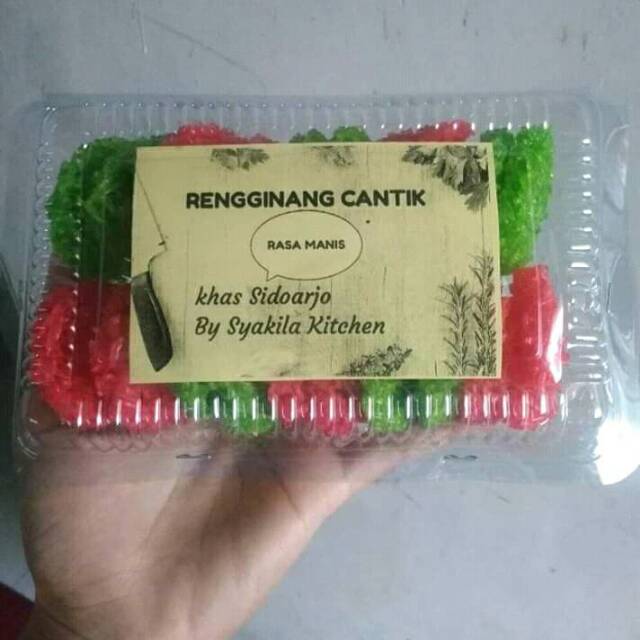 RENGGINANG CANTIK
RASA MANIS
khas Sidoarjo
By Syakila Kitchen